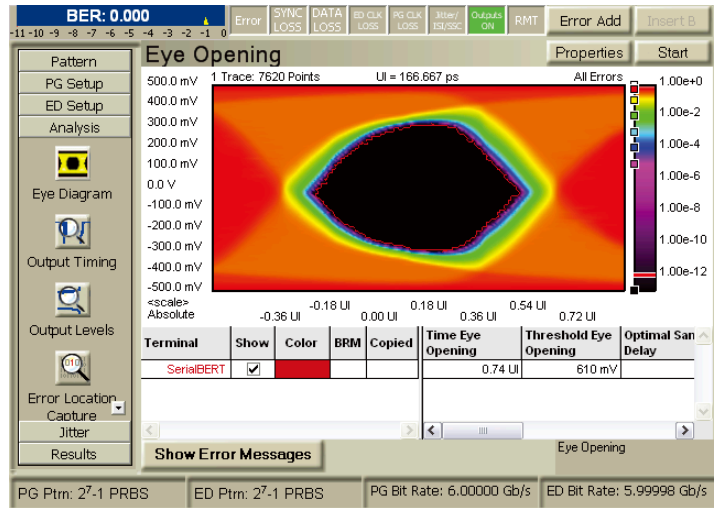 BER: 0.000
-11 -10 -9 -8 -7 -6 -5 -4 -3 -2 -1 0
Error
SYNC LOSS
DATA LOSS
ED CLK LOSS
PG CLK LOSS
Jitter/ ISI/SSC
Outputs ON
RMT
Error Add
Insert B
Eye Opening
Properties
Start
Pattern
PG Setup
ED Setup
Analysis
Eye Diagram
Output Timing
Output Levels
010
Error Location
Capture
Jitter
Results
1 Trace: 7620 Points
UI = 166.667 ps
All Errors
500.0 mV
400.0 mV
300.0 mV
200.0 mV
100.0 mV
0.0 V
-100.0 mV
-200.0 mV
-300.0 mV
-400.0 mV
-500.0 mV
1.00e+0
1.00e-2
1.00e-4
1.00e-6
1.00e-8
1.00e-10
1.00e-12
<scale>
Absolute
-0.36 UI
-0.18 UI
0.00 UI
0.18 UI
0.36 UI
0.54 UI
0.72 UI
Terminal Show Color BRM Copied Time Eye Opening Threshold Eye Opening Optimal San Delay
SerialBERT 0.74 UI 610 mV
Show Error Messages
Eye Opening
PG Ptrn: 2⁷-1 PRBS
ED Ptrn: 2⁷-1 PRBS
PG Bit Rate: 6.00000 Gb/s
ED Bit Rate: 5.99998 Gb/s